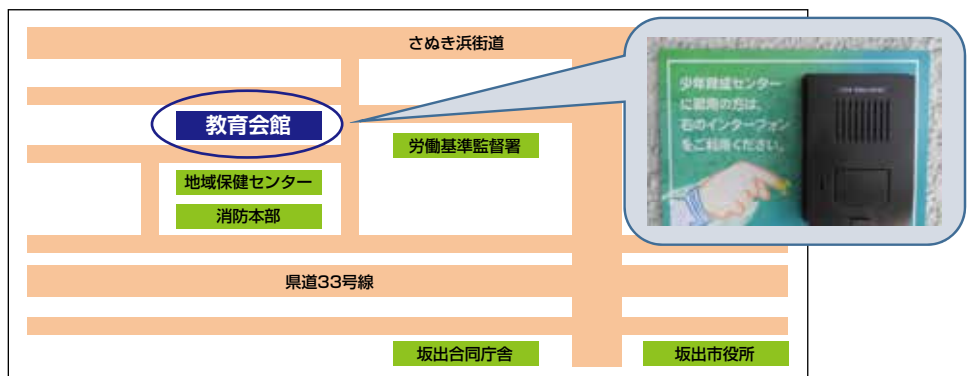 さぬき浜街道
少年育成センター
に御用の方は、
右のインターフォン
をご利用ください。
教育会館
労働基準監督署
地域保健センター
消防本部
県道33号線
坂出合同庁舎
坂出市役所